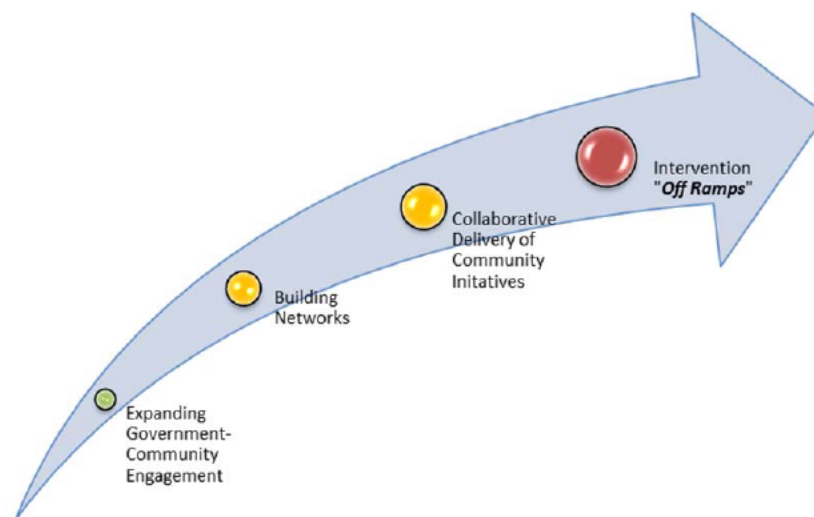 Expanding
Government-
Community
Engagement
Building
Networks
Collaborative
Delivery of
Community
Initatives
Intervention
"Off Ramps"